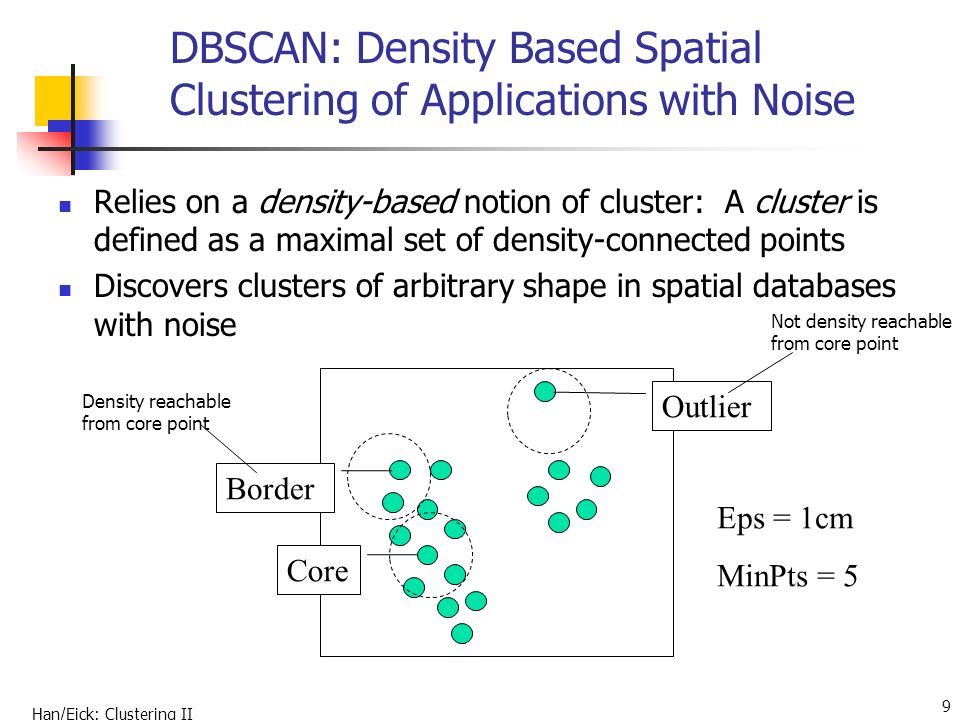 DBSCAN: Density Based Spatial
Clustering of Applications with Noise
Relies on a density-based notion of cluster: A cluster is
defined as a maximal set of density-connected points
Discovers clusters of arbitrary shape in spatial databases
with noise
Not density reachable
from core point
Density reachable
from core point
Outlier
Border
Core
Eps = 1cm
MinPts = 5
Han/Eick: Clustering II
9